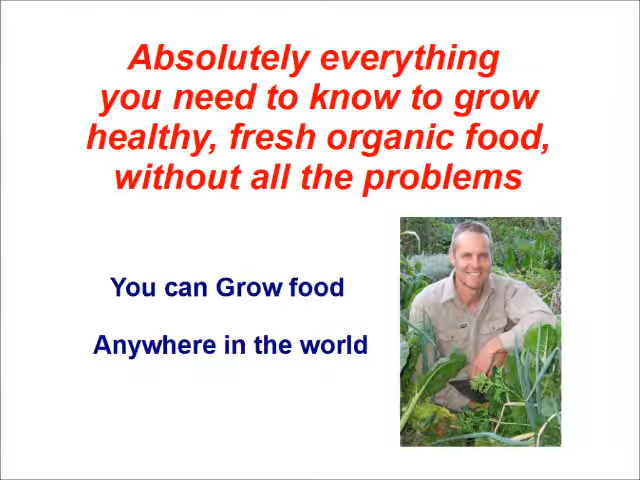 Absolutely everything
you need to know to grow
healthy, fresh organic food,
without all the problems
You can Grow food
Anywhere in the world